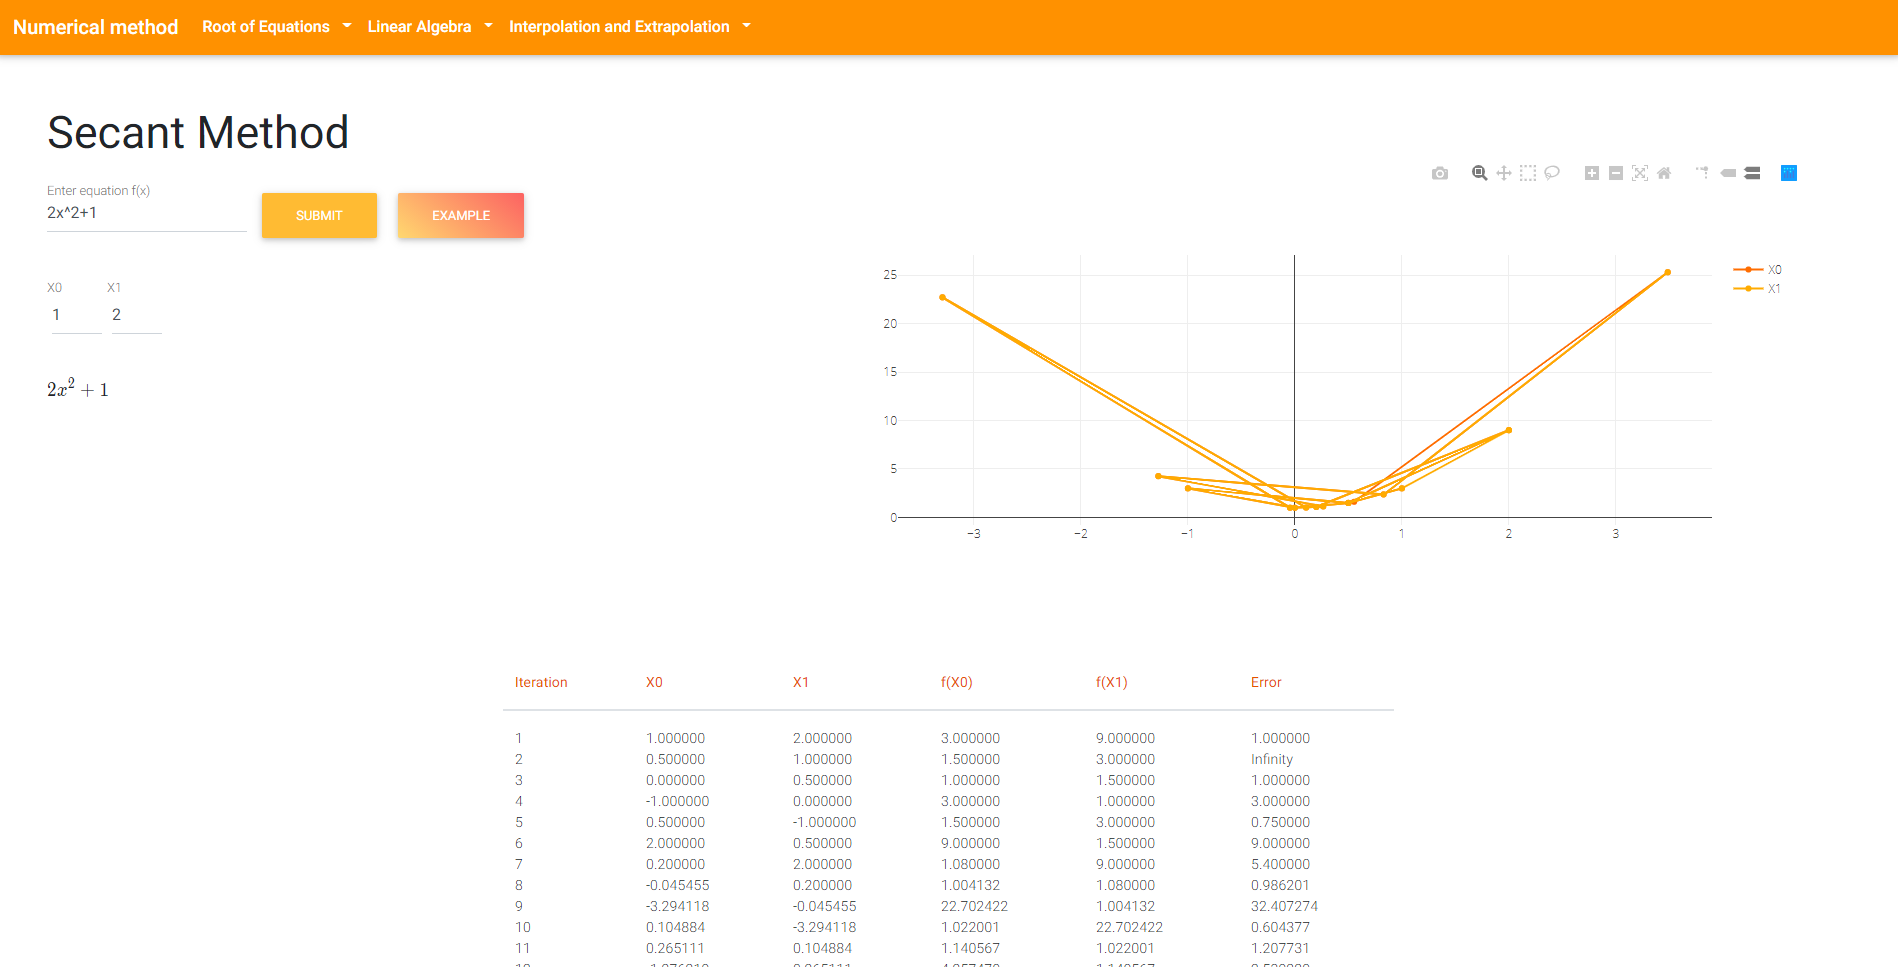 Numerical method Root of Equations Linear Algebra Interpolation and Extrapolation
Secant Method
Enter equation f(x)
2x^2+1
SUBMIT EXAMPLE
X0 X1
1 2
2x² + 1
25
20
15
10
5
0
−3 −2 −1 0 1 2 3
X0
X1
Iteration X0 X1 f(X0) f(X1) Error
1 1.000000 2.000000 3.000000 9.000000 1.000000
2 0.500000 1.000000 1.500000 3.000000 Infinity
3 0.000000 0.500000 1.000000 1.500000 1.000000
4 -1.000000 0.000000 3.000000 1.000000 3.000000
5 0.500000 -1.000000 1.500000 3.000000 0.750000
6 2.000000 0.500000 9.000000 1.500000 9.000000
7 0.200000 2.000000 1.080000 9.000000 5.400000
8 -0.045455 0.200000 1.004132 1.080000 0.986201
9 -3.294118 -0.045455 22.702422 1.004132 32.407274
10 0.104884 -3.294118 1.022001 22.702422 0.604377
11 0.265111 0.104884 1.140567 1.022001 1.207731